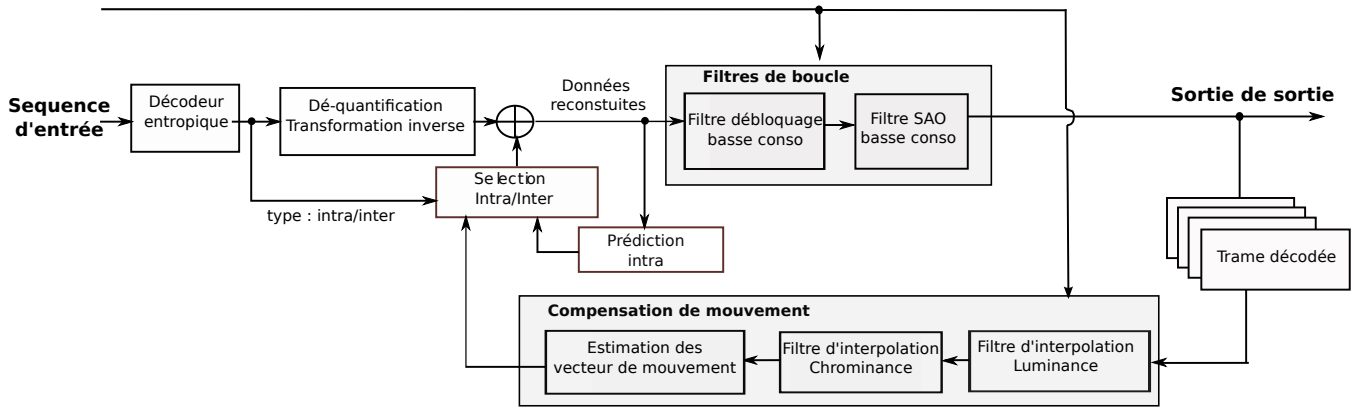 Sequence
d'entrée
Décodeur
entropique
Dé-quantification
Transformation inverse
Données
reconstuites
Filtres de boucle
Filtre débloquage
basse conso
Filtre SAO
basse conso
Sortie de sortie
Selection
Intra/Inter
type : intra/inter
Prédiction
intra
Trame décodée
Compensation de mouvement
Estimation des
vecteur de mouvement
Filtre d'interpolation
Chrominance
Filtre d'interpolation
Luminance